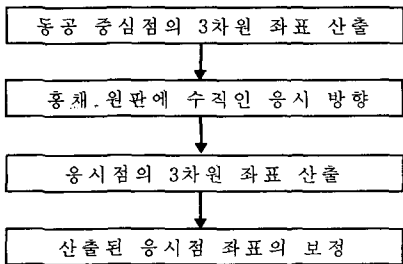 동공 중심점의 3차원 좌표 산출
홍채 원판에 수직인 응시 방향
응시점의 3차원 좌표 산출
산출된 응시점 좌표의 보정